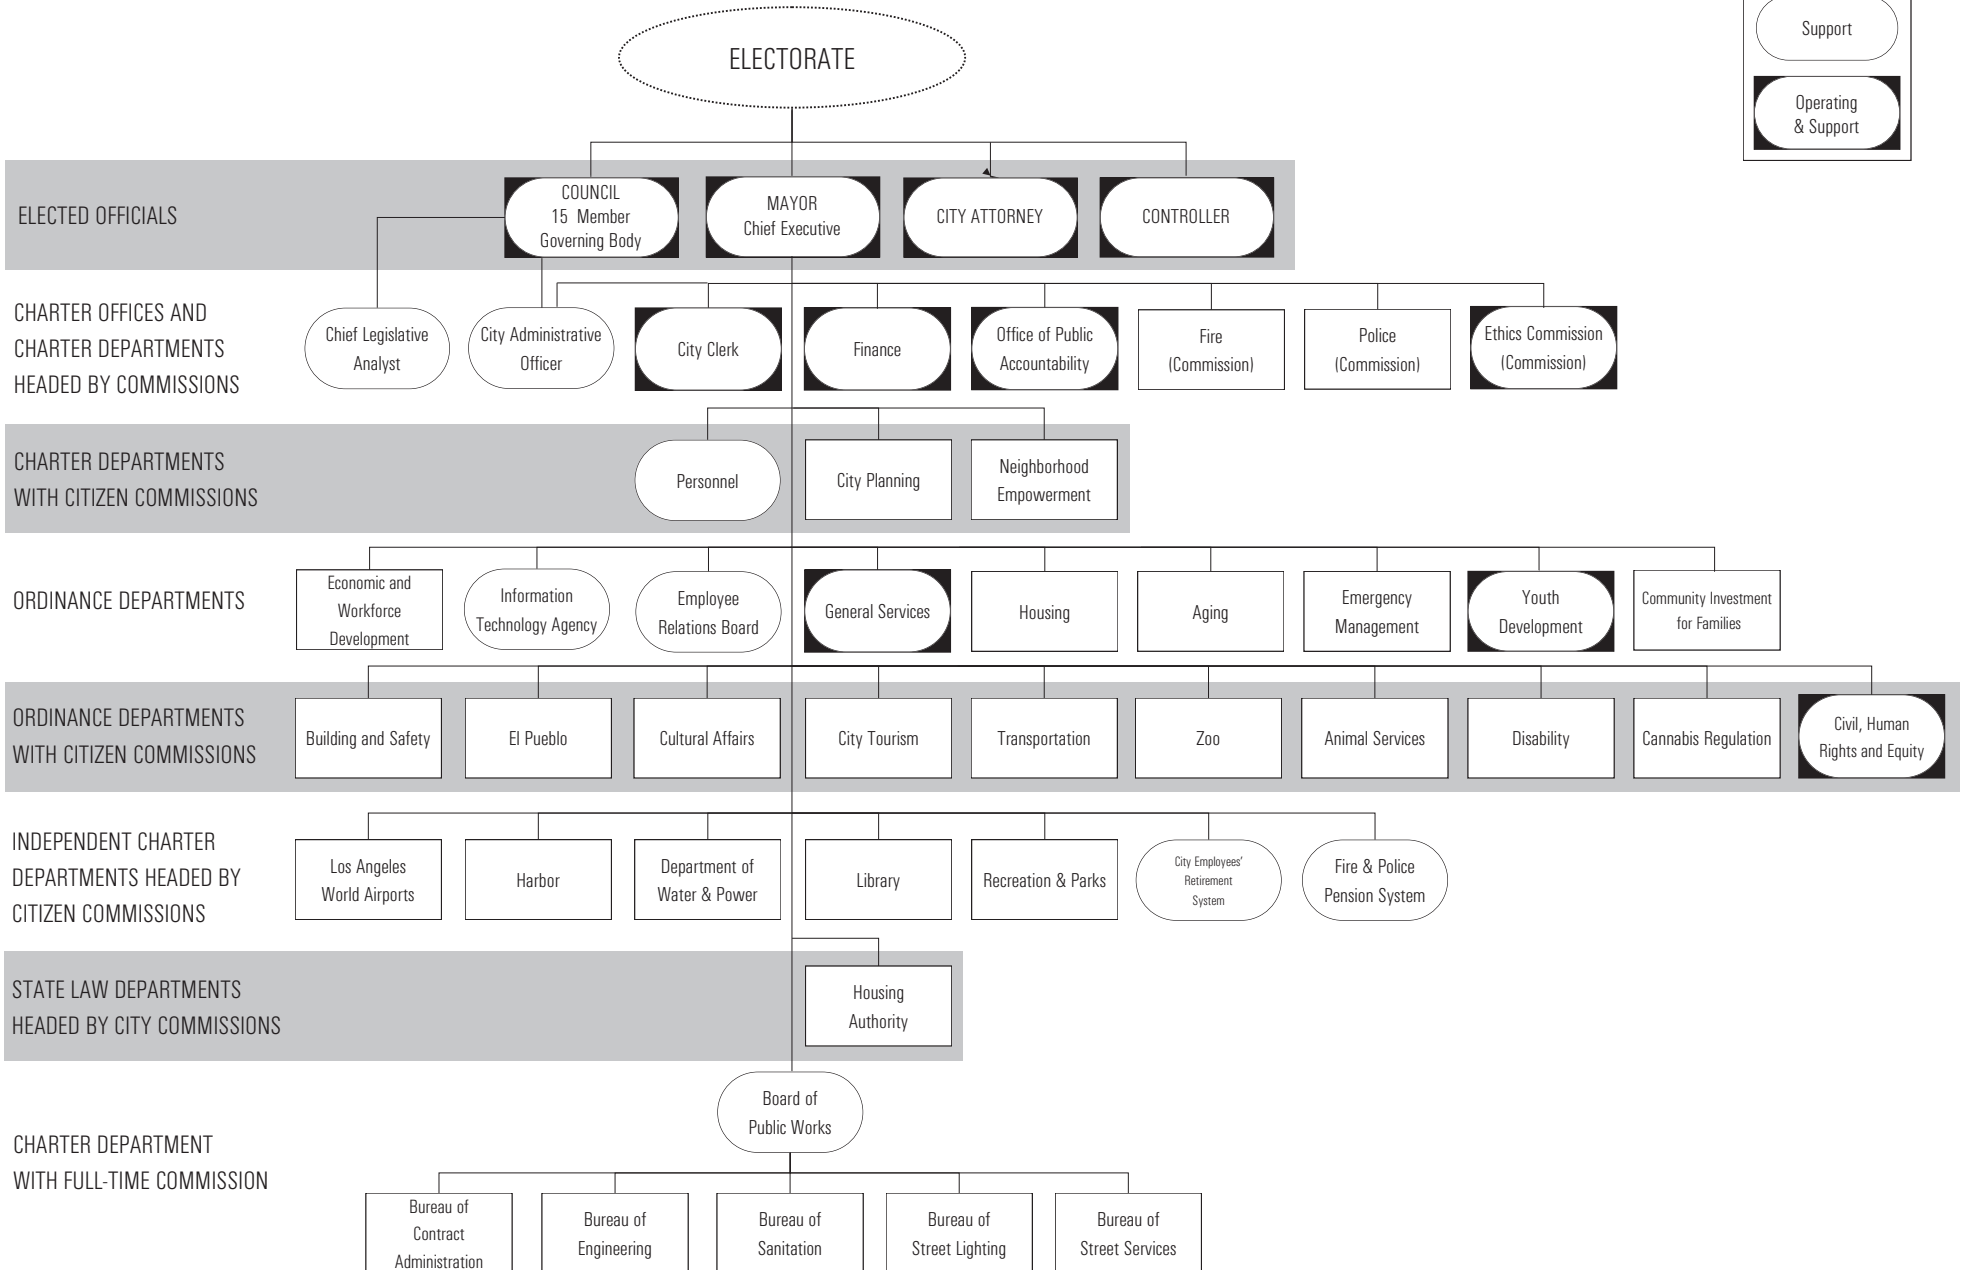 Support
Operating
& Support
ELECTORATE
ELECTED OFFICIALS
COUNCIL
15 Member
Governing Body
MAYOR
Chief Executive
CITY ATTORNEY
CONTROLLER
CHARTER OFFICES AND
CHARTER DEPARTMENTS
HEADED BY COMMISSIONS
Chief Legislative
Analyst
City Administrative
Officer
City Clerk
Finance
Office of Public
Accountability
Fire
(Commission)
Police
(Commission)
Ethics Commission
(Commission)
CHARTER DEPARTMENTS
WITH CITIZEN COMMISSIONS
Personnel
City Planning
Neighborhood
Empowerment
ORDINANCE DEPARTMENTS
Economic and
Workforce
Development
Information
Technology Agency
Employee
Relations Board
General Services
Housing
Aging
Emergency
Management
Youth
Development
Community Investment
for Families
ORDINANCE DEPARTMENTS
WITH CITIZEN COMMISSIONS
Building and Safety
El Pueblo
Cultural Affairs
City Tourism
Transportation
Zoo
Animal Services
Disability
Cannabis Regulation
Civil, Human
Rights and Equity
INDEPENDENT CHARTER
DEPARTMENTS HEADED BY
CITIZEN COMMISSIONS
Los Angeles
World Airports
Harbor
Department of
Water & Power
Library
Recreation & Parks
City Employees'
Retirement
System
Fire & Police
Pension System
STATE LAW DEPARTMENTS
HEADED BY CITY COMMISSIONS
Housing
Authority
CHARTER DEPARTMENT
WITH FULL-TIME COMMISSION
Board of
Public Works
Bureau of
Contract
Administration
Bureau of
Engineering
Bureau of
Sanitation
Bureau of
Street Lighting
Bureau of
Street Services